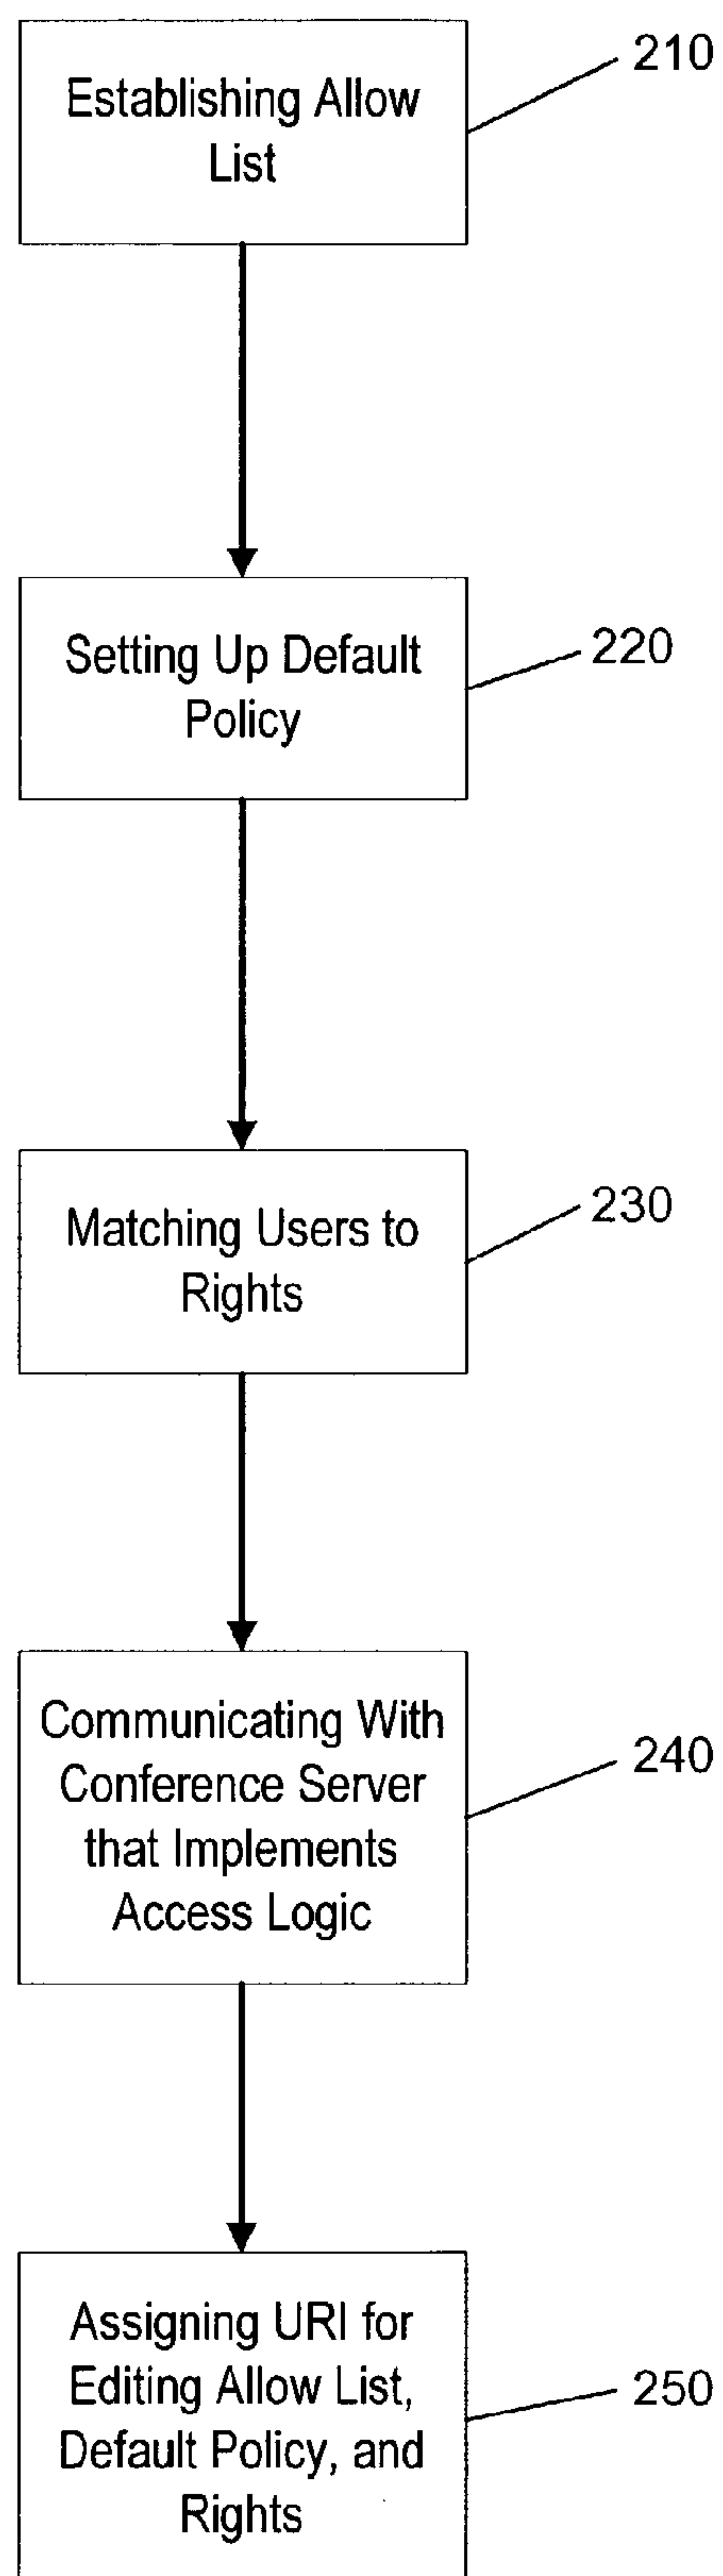 Establishing Allow
List
210
Setting Up Default
Policy
220
Matching Users to
Rights
230
Communicating With
Conference Server
that Implements
Access Logic
240
Assigning URI for
Editing Allow List,
Default Policy, and
Rights
250